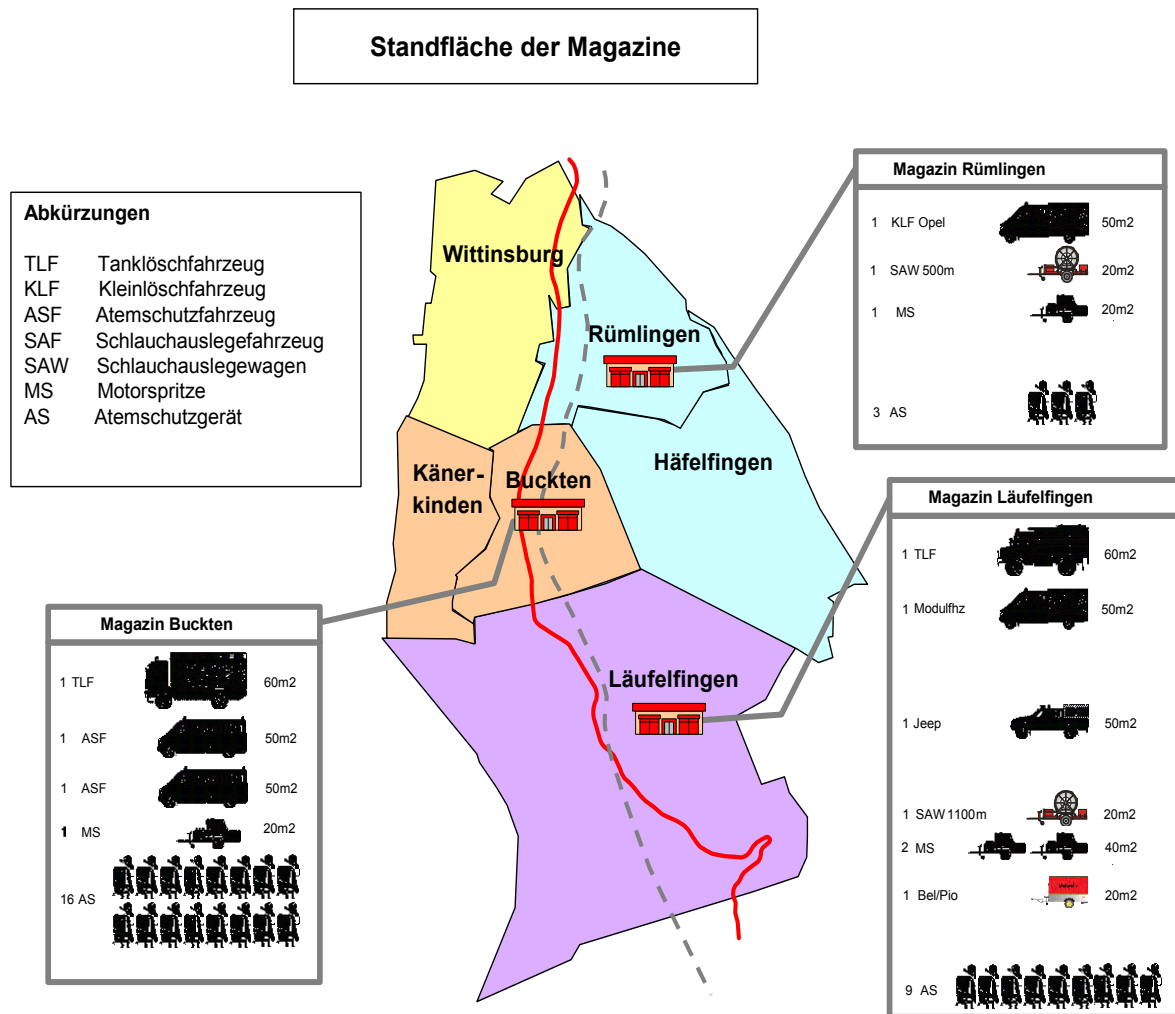 Standfläche der Magazine
Abkürzungen
TLF Tanklöschfahrzeug
KLF Kleinlöschfahrzeug
ASF Atemschutzfahrzeug
SAF Schlauchauslegefahrzeug
SAW Schlauchauslegewagen
MS Motorspritze
AS Atemschutzgerät
Wittinsburg
Rümlingen
Häfelfingen
Käner-
kinden
Buckten
Läufelfingen
Magazin Rümlingen
1 KLF Opel 50m2
1 SAW 500m 20m2
1 MS 20m2
3 AS
Magazin Buckten
1 TLF 60m2
1 ASF 50m2
1 ASF 50m2
1 MS 20m2
16 AS
Magazin Läufelfingen
1 TLF 60m2
1 Modulfhz 50m2
1 Jeep 50m2
1 SAW 1100m 20m2
2 MS 40m2
1 Bel/Pio 20m2
9 AS